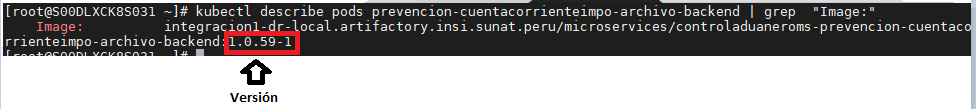 [root@S00DLXCK8S031 ~]# kubectl describe pods prevencion-cuentacorrienteimpo-archivo-backend | grep  "Image:"
    Image:         integracion1-dr-local.artifactory.insi.sunat.peru/microservices/controladuaneroms-prevencion-cuentaco
rrienteimpo-archivo-backend:1.0.59-1
[root@S00DLXCK8S031 ~]#
Versión